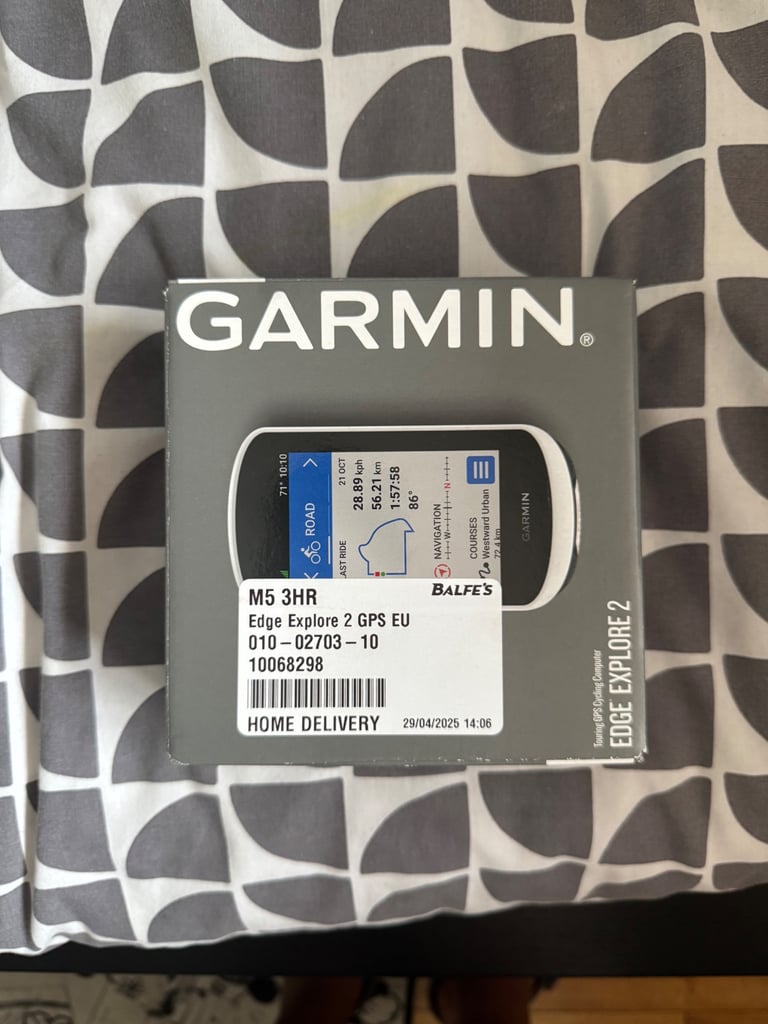 GARMIN®
71° 10:10
ROAD
LAST RIDE 21 OCT
28.89 kph
56.21 km
1:57:58
86°
NAVIGATION
W N
COURSES
Westward Urban
72.4 km
GARMIN
M5 3HR BALFE'S
Edge Explore 2 GPS EU
010-02703-10
10068298
HOME DELIVERY 29/04/2025 14:06
Touring GPS Cycling Computer
EDGE® EXPLORE 2